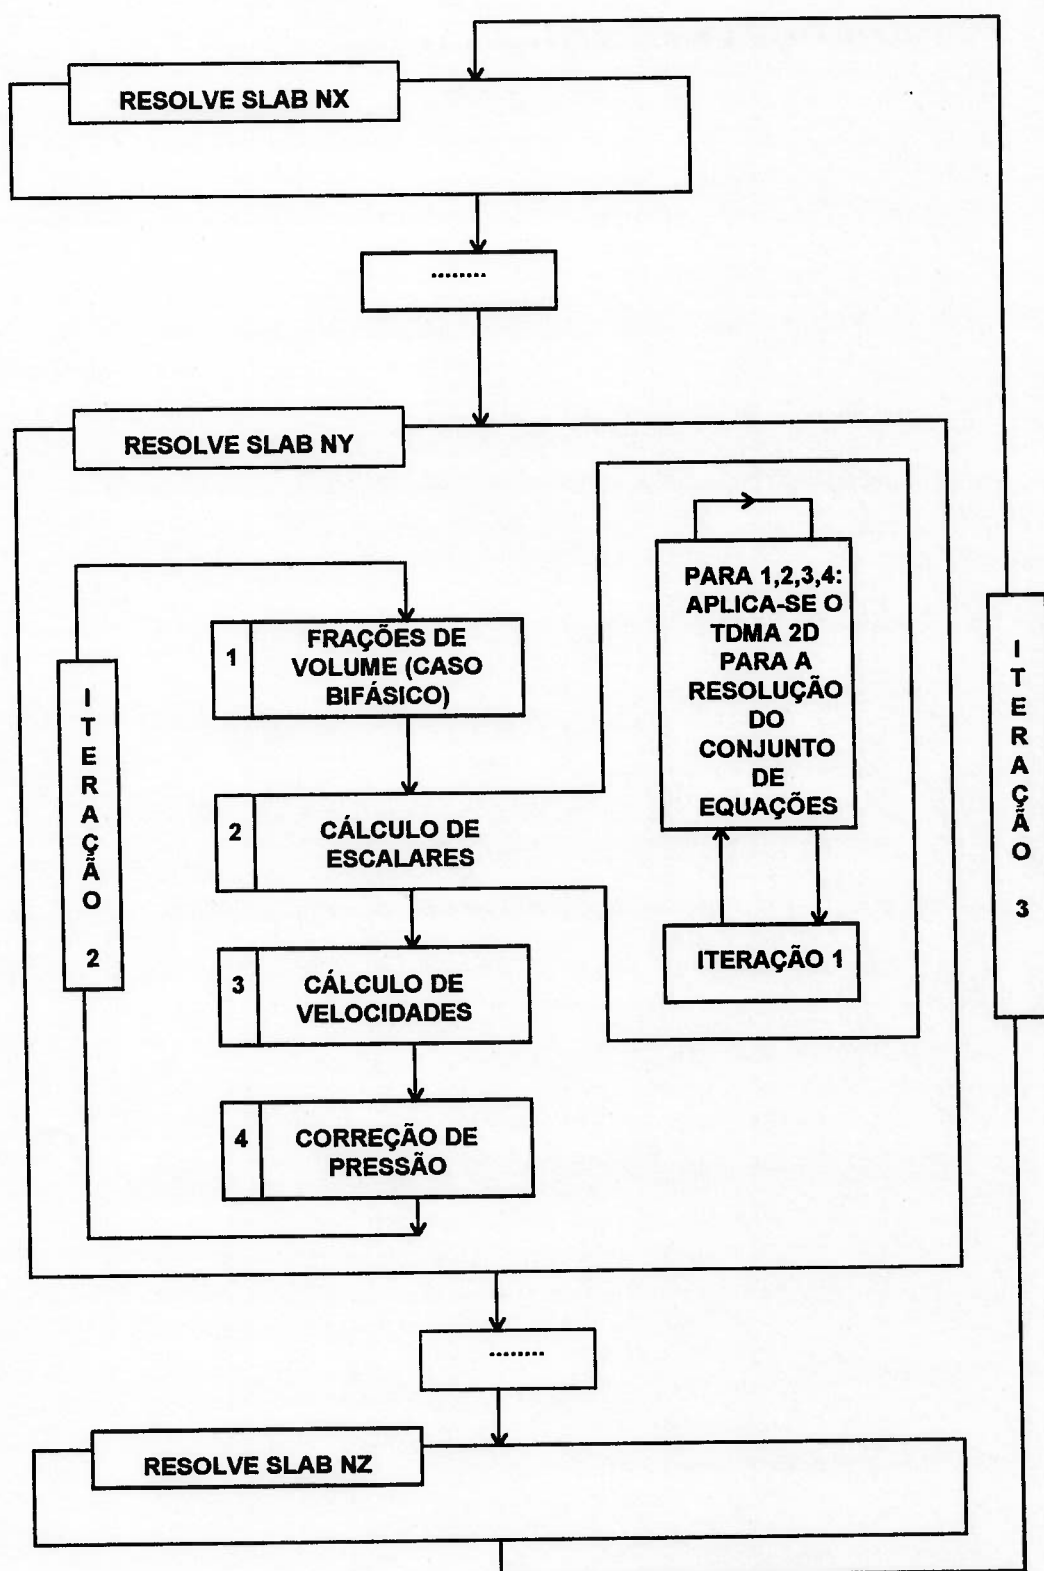 RESOLVE SLAB NX
........
RESOLVE SLAB NY
ITERAÇÃO 2
1
FRAÇÕES DE
VOLUME (CASO
BIFÁSICO)
2
CÁLCULO DE
ESCALARES
3
CÁLCULO DE
VELOCIDADES
4
CORREÇÃO DE
PRESSÃO
PARA 1,2,3,4:
APLICA-SE O
TDMA 2D
PARA A
RESOLUÇÃO
DO
CONJUNTO
DE
EQUAÇÕES
ITERAÇÃO 1
ITERAÇÃO 3
........
RESOLVE SLAB NZ